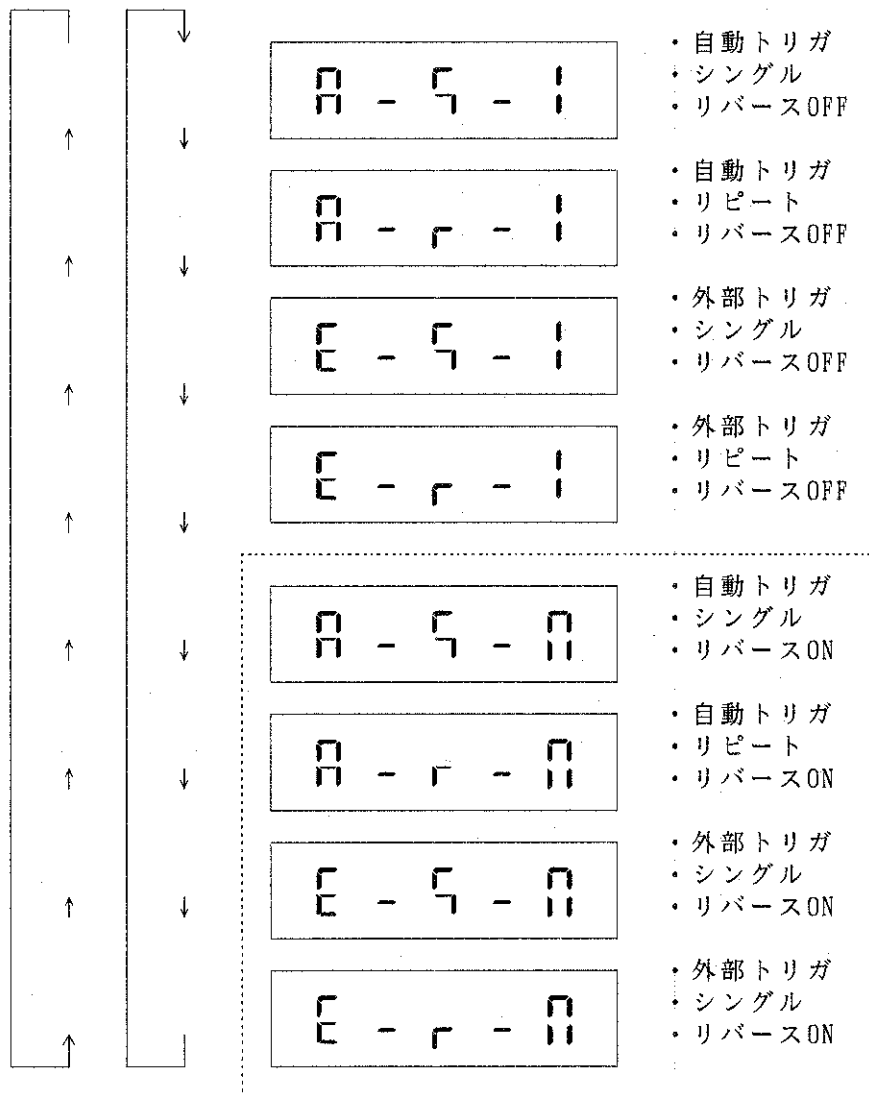 A - 5 - 1
・自動トリガ
・シングル
・リバースOFF
A - r - 1
・自動トリガ
・リピート
・リバースOFF
E - 5 - 1
・外部トリガ
・シングル
・リバースOFF
E - r - 1
・外部トリガ
・リピート
・リバースOFF
A - 5 - n
・自動トリガ
・シングル
・リバースON
A - r - n
・自動トリガ
・リピート
・リバースON
E - 5 - n
・外部トリガ
・シングル
・リバースON
E - r - n
・外部トリガ
・シングル
・リバースON